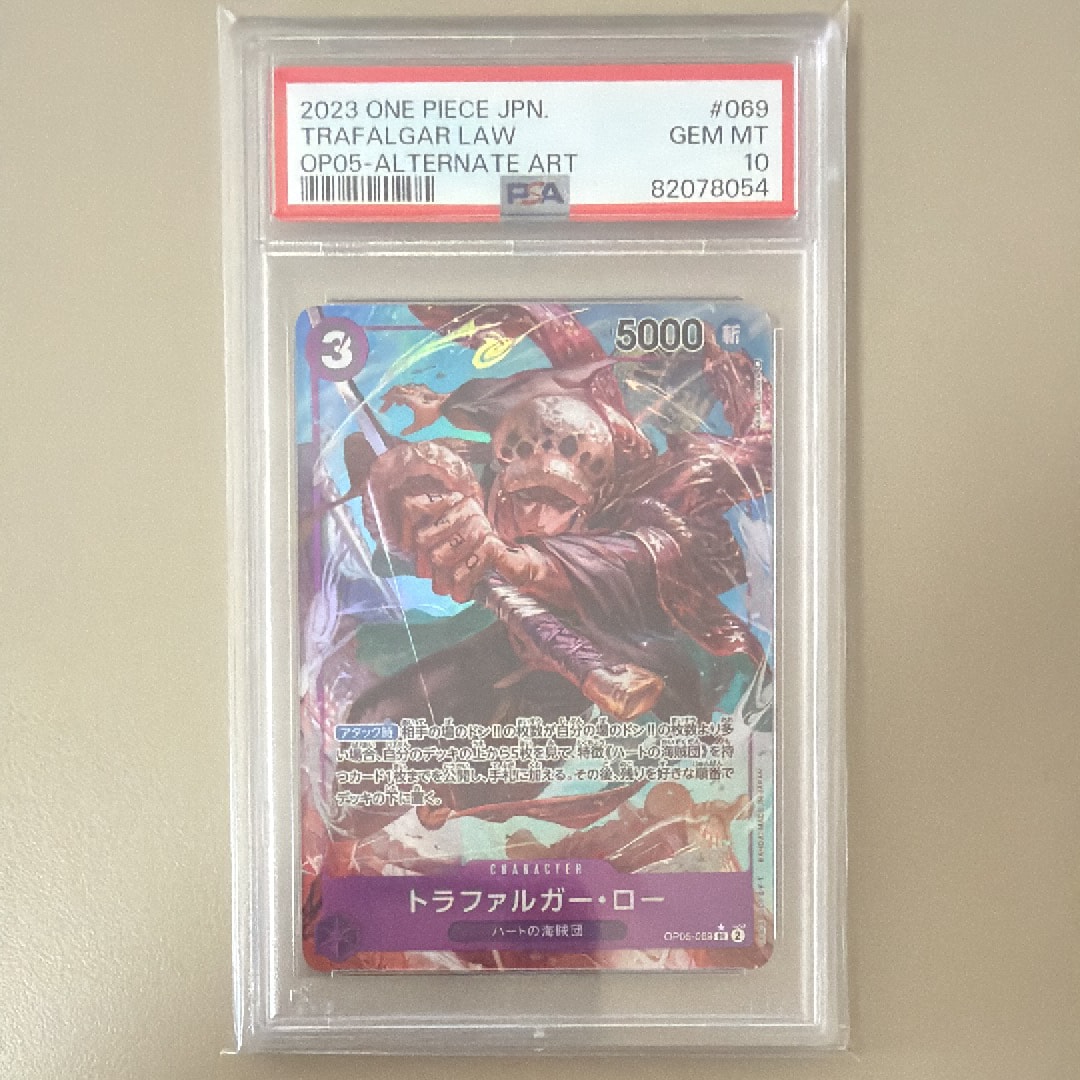 2023 ONE PIECE JPN. #069
TRAFALGAR LAW GEM MT
OP05-ALTERNATE ART 10
PSA 82078054
3
5000 斬
アタック時 相手の場のドン!!の枚数が自分の場のドン!!の枚数より多
い場合、自分のデッキの上から5枚を見て、特徴《ハートの海賊団》を持
つカード1枚までを公開し、手札に加える。その後、残りを好きな順番で
デッキの下に置く。
CHARACTER
トラファルガー・ロー
ハートの海賊団
OP05-069 SR 2